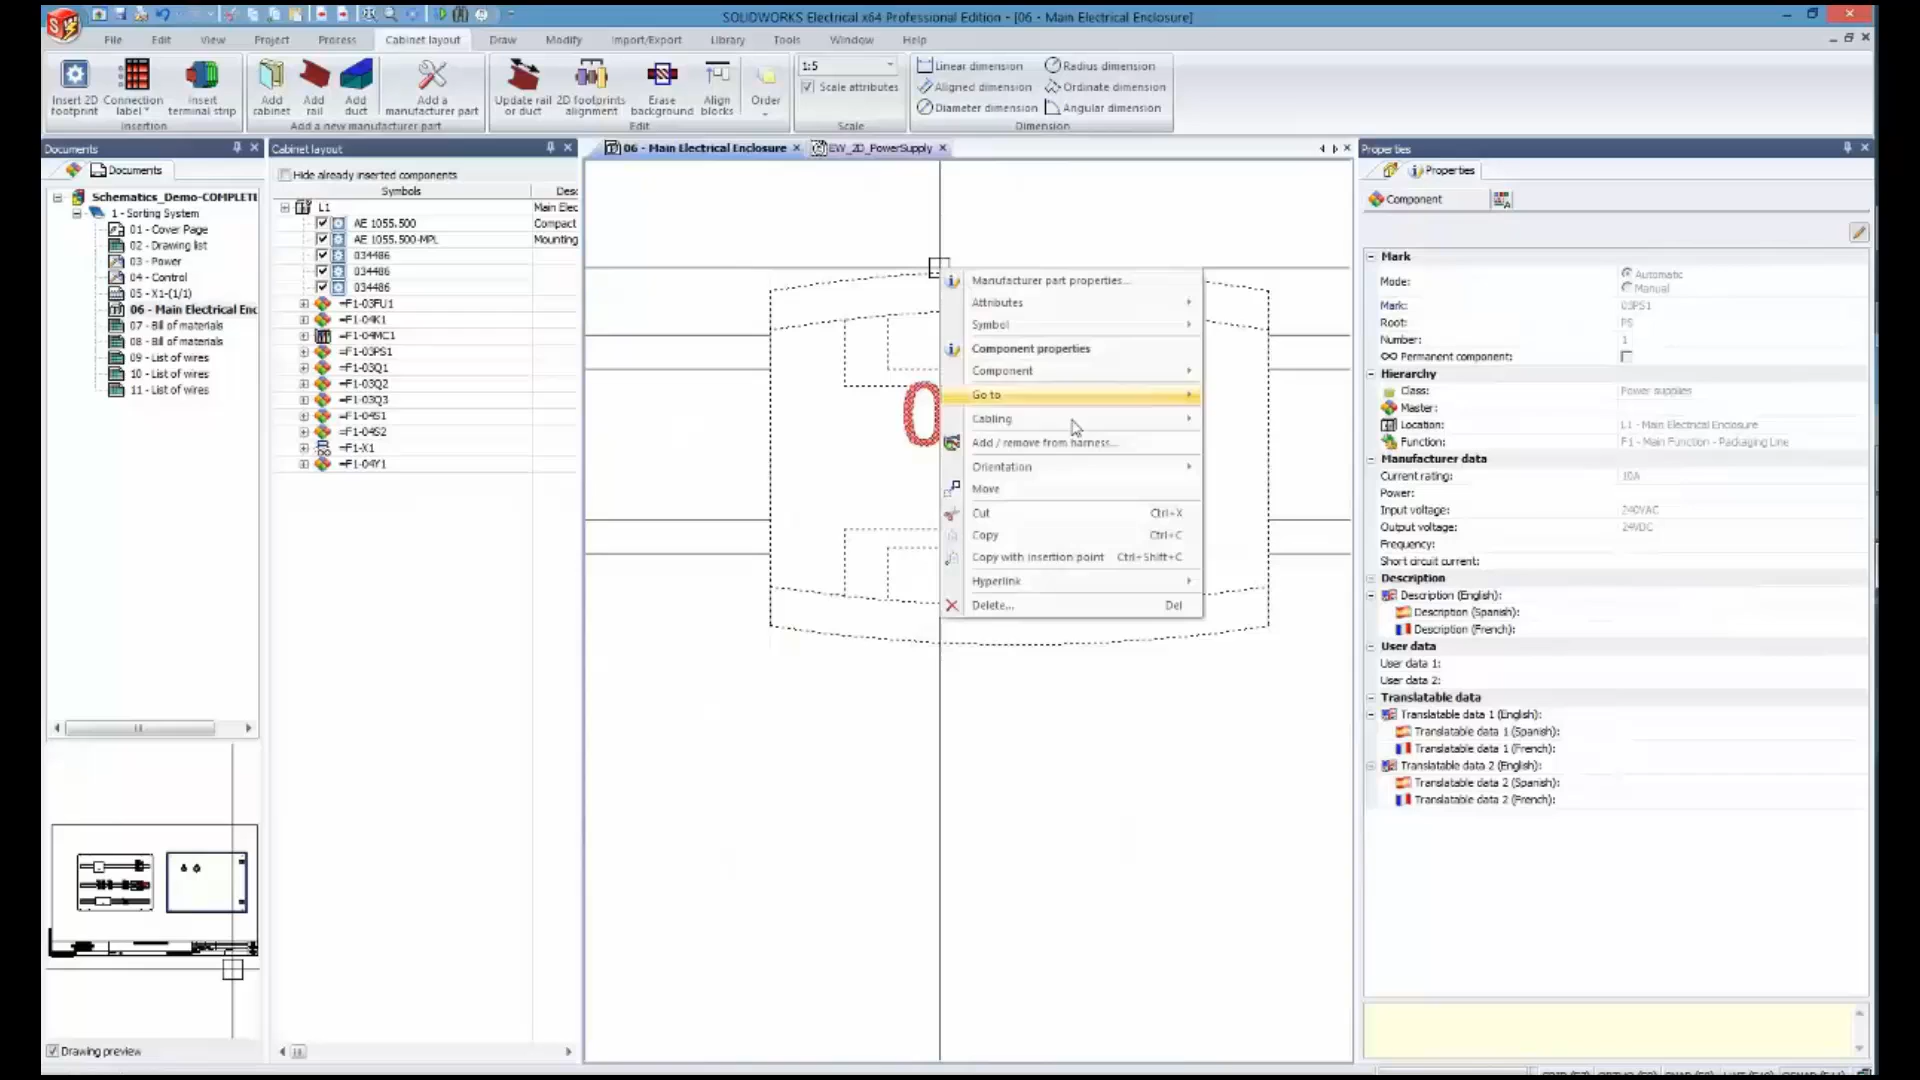 SOLIDWORKS Electrical x64 Professional Edition - [06 - Main Electrical Enclosure]
File Edit View Project Process Cabinet layout Draw Modify Import/Export Library Tools Window Help
Insert 2D footprint
Connection label
Insert terminal strip
Insertion
Add cabinet
Add rail
Add duct
Add a manufacturer part
Add a new manufacturer part
Update rail or duct
2D footprints alignment
Erase background
Align blocks
Order
Edit
1:5
Scale attributes
Scale
Linear dimension
Aligned dimension
Diameter dimension
Radius dimension
Ordinate dimension
Angular dimension
Dimension
Documents
Documents
Schematics_Demo-COMPLETE
1 - Sorting System
01 - Cover Page
02 - Drawing list
03 - Power
04 - Control
05 - X1-(1/1)
06 - Main Electrical Enc
07 - Bill of materials
08 - Bill of materials
09 - List of wires
10 - List of wires
11 - List of wires
Drawing preview
Cabinet layout
Hide already inserted components
Symbols Desc
L1 Main Elec
AE 1055.500 Compact
AE 1055.500-MPL Mounting
034486
034486
034486
=F1-03FU1
=F1-04K1
=F1-04MC1
=F1-03PS1
=F1-03Q1
=F1-03Q2
=F1-03Q3
=F1-04S1
=F1-04S2
=F1-X1
=F1-04Y1
06 - Main Electrical Enclosure
EW_2D_PowerSupply
0
Manufacturer part properties...
Attributes
Symbol
Component properties
Component
Go to
Cabling
Add / remove from harness...
Orientation
Move
Cut Ctrl+X
Copy Ctrl+C
Copy with insertion point Ctrl+Shift+C
Hyperlink
Delete... Del
Properties
Properties
Component
Mark
Mode: Automatic
Manual
Mark: 03PS1
Root: PS
Number: 1
Permanent component:
Hierarchy
Class: Power supplies
Master:
Location: L1 - Main Electrical Enclosure
Function: F1 - Main Function - Packaging Line
Manufacturer data
Current rating: 10A
Power:
Input voltage: 240VAC
Output voltage: 24VDC
Frequency:
Short circuit current:
Description
Description (English):
Description (Spanish):
Description (French):
User data
User data 1:
User data 2:
Translatable data
Translatable data 1 (English):
Translatable data 1 (Spanish):
Translatable data 1 (French):
Translatable data 2 (English):
Translatable data 2 (Spanish):
Translatable data 2 (French):